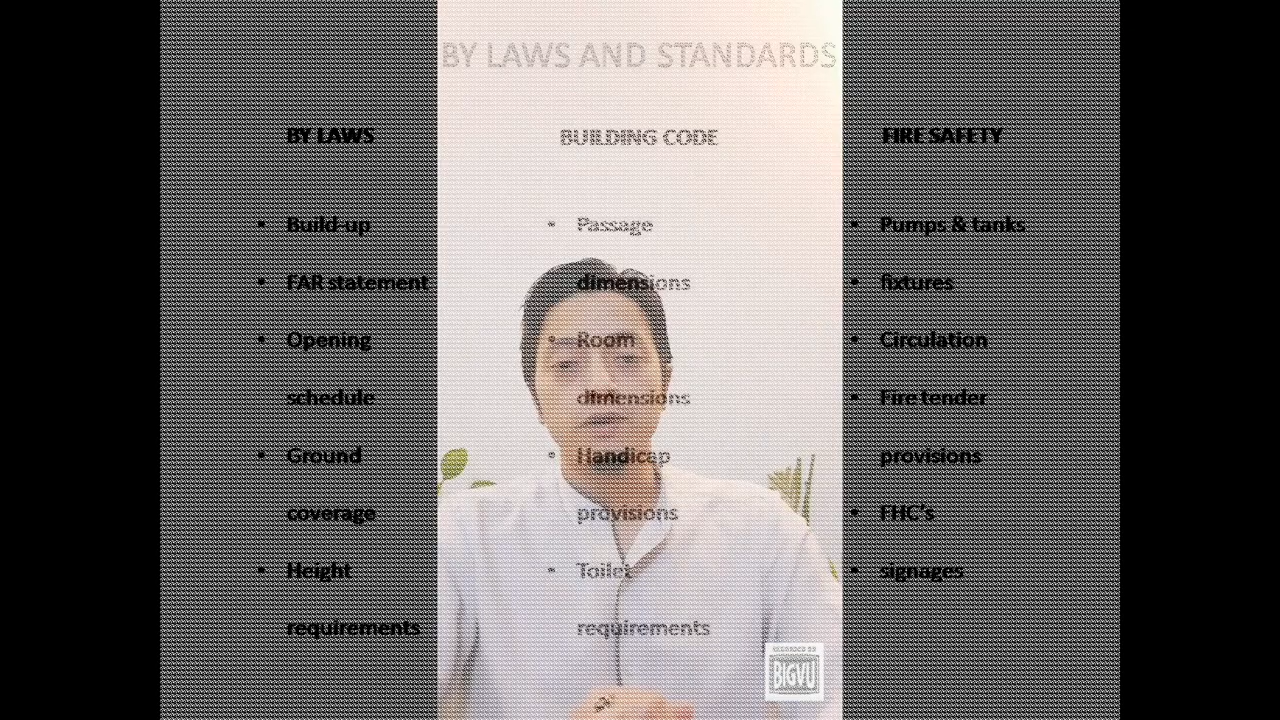 BY LAWS AND STANDARDS
BY LAWS
• Build-up
• FAR statement
• Opening
schedule
• Ground
coverage
• Height
requirements
BUILDING CODE
• Passage
dimensions
• Room
dimensions
• Handicap
provisions
• Toilet
requirements
FIRE SAFETY
• Pumps & tanks
• fixtures
• Circulation
• Fire tender
provisions
• FHC's
• signages
RECORDED ON
BIGVU